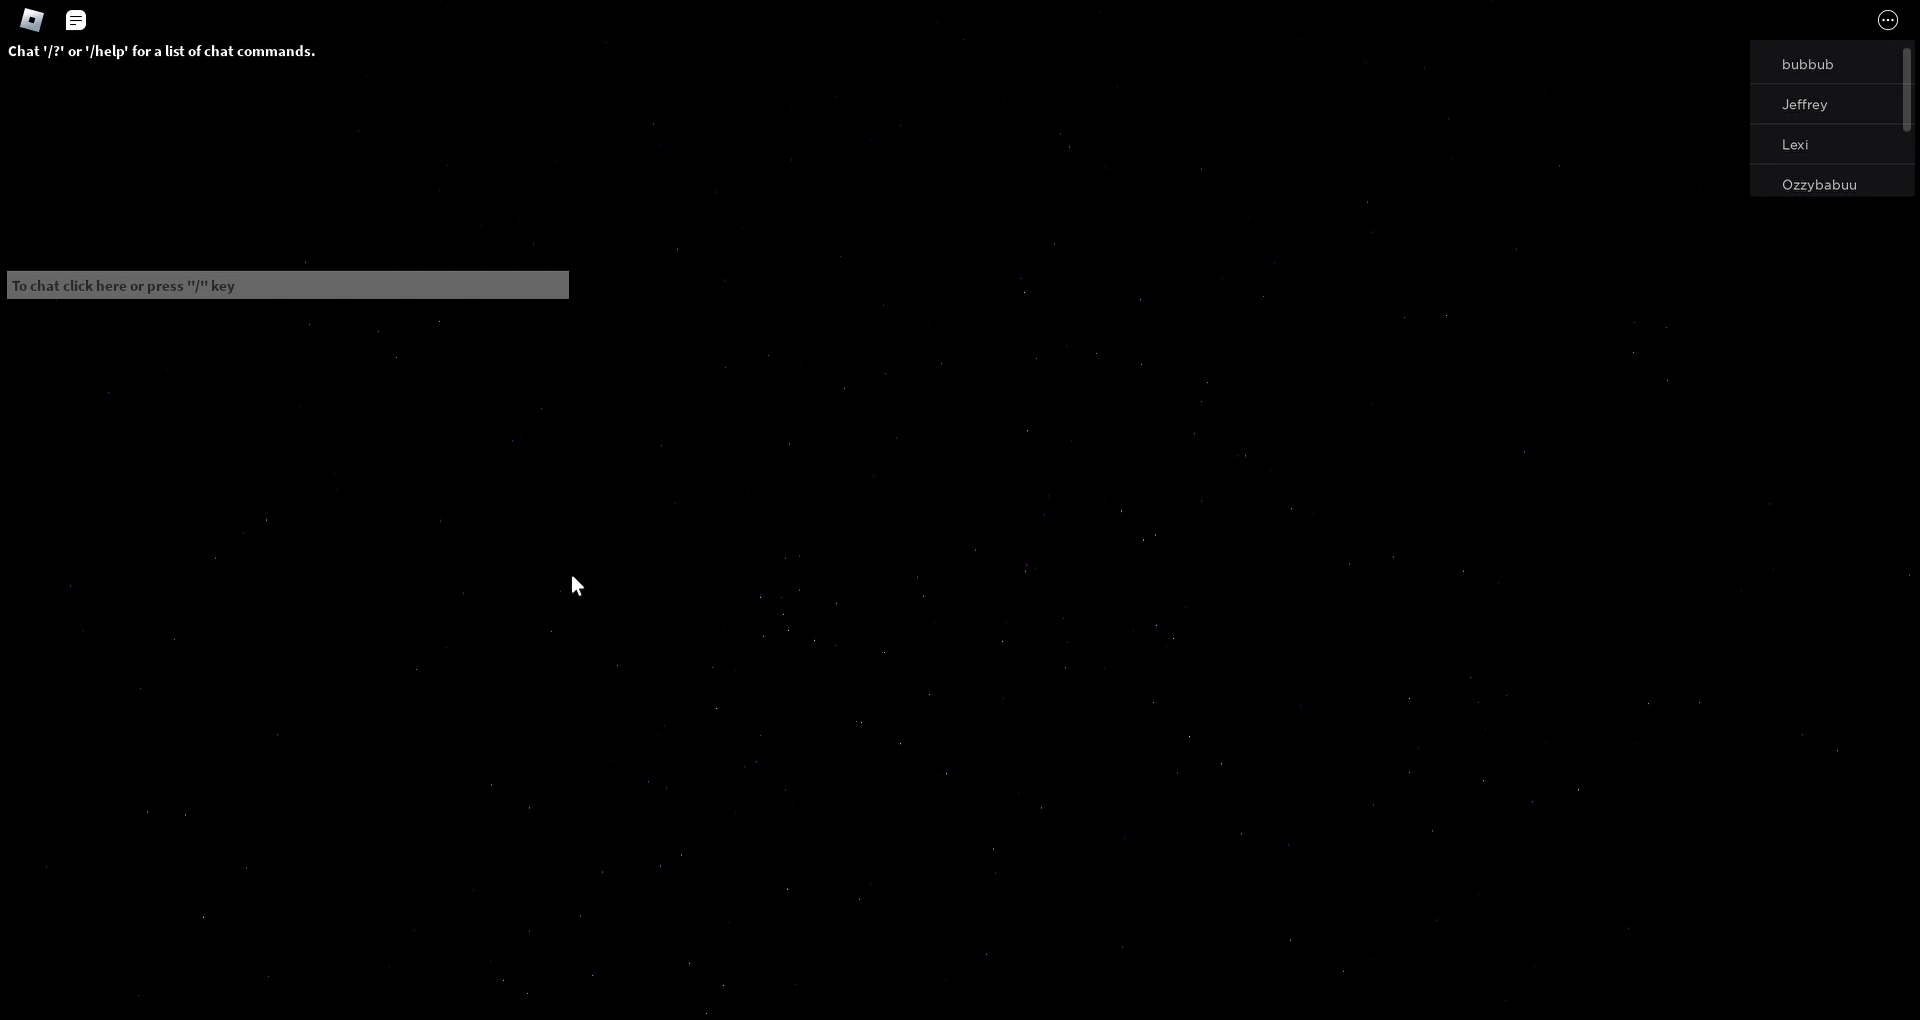 Chat '/?' or '/help' for a list of chat commands.
bubbub
Jeffrey
Lexi
Ozzybabuu
To chat click here or press "/" key